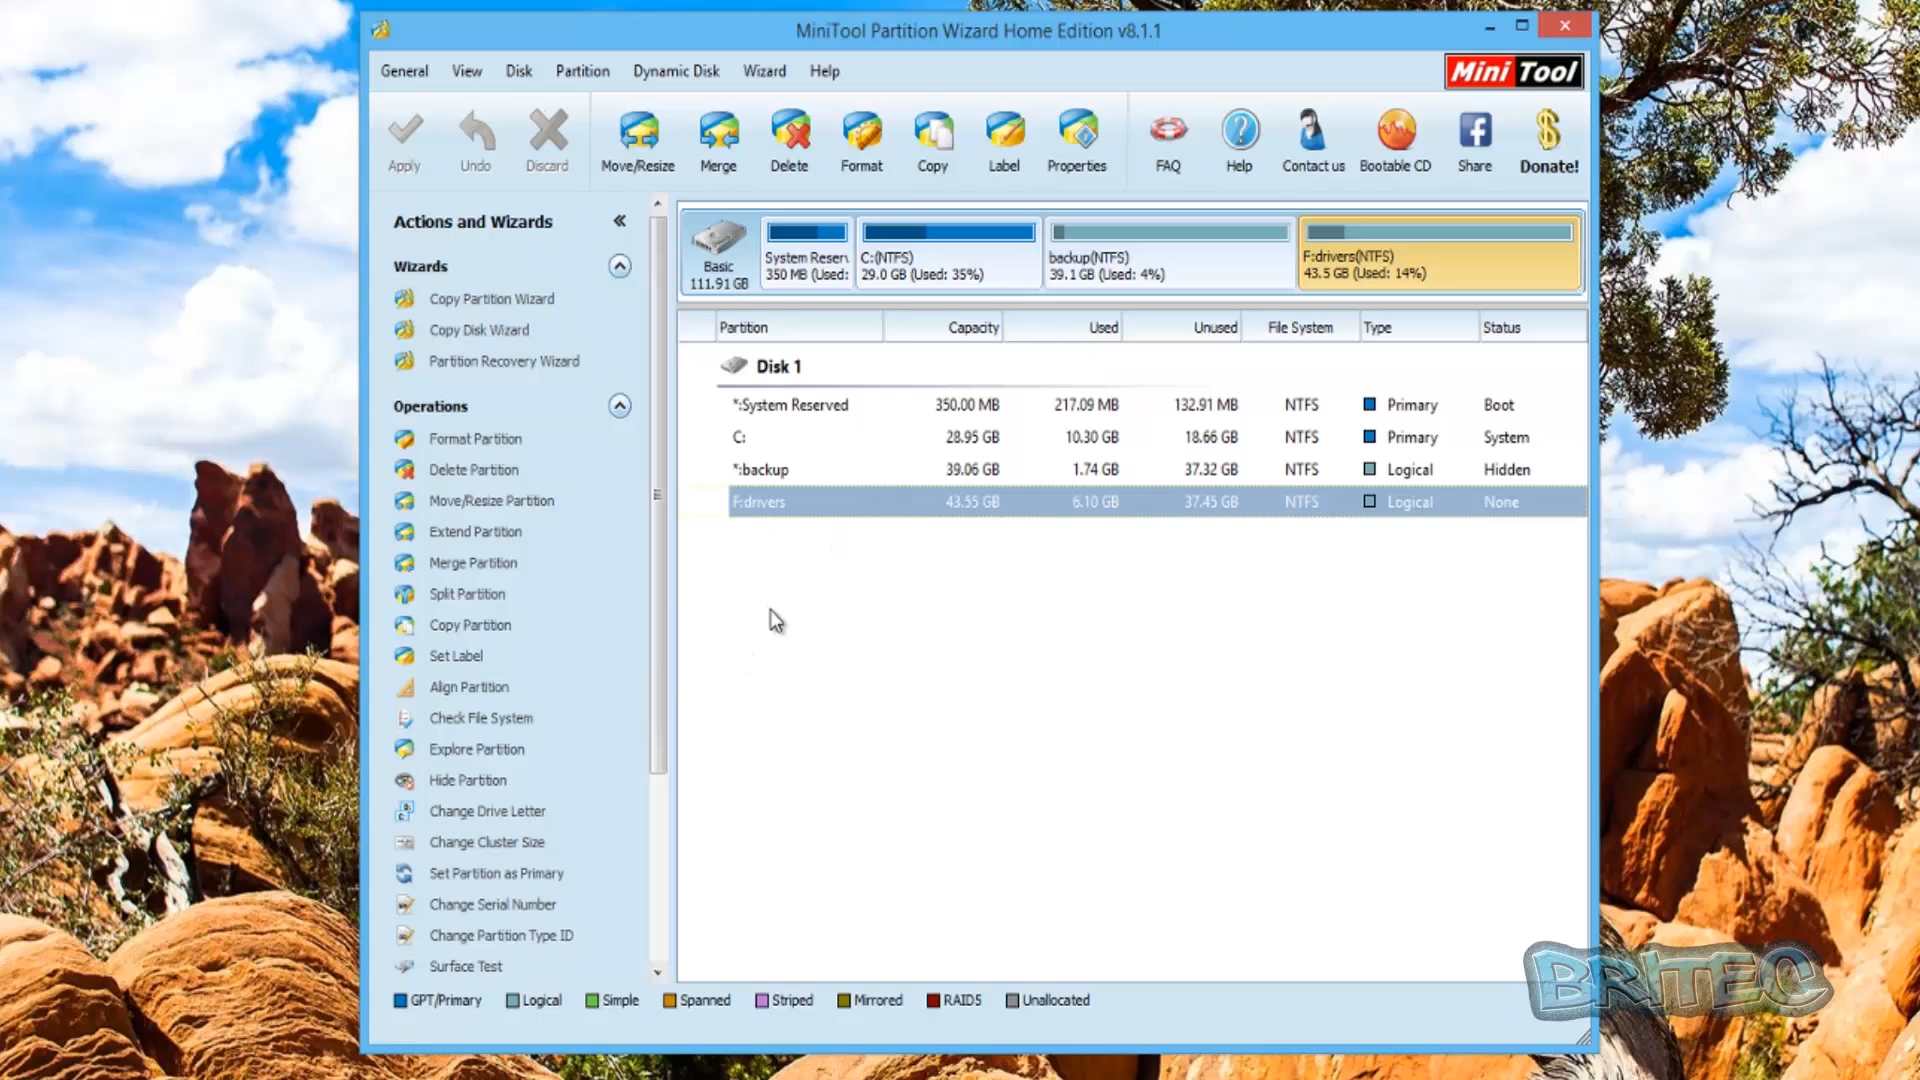 MiniTool Partition Wizard Home Edition v8.1.1
General View Disk Partition Dynamic Disk Wizard Help
Mini Tool
Apply Undo Discard Move/Resize Merge Delete Format Copy Label Properties FAQ Help Contact us Bootable CD Share Donate!
Actions and Wizards «
Wizards
Copy Partition Wizard
Copy Disk Wizard
Partition Recovery Wizard
Operations
Format Partition
Delete Partition
Move/Resize Partition
Extend Partition
Merge Partition
Split Partition
Copy Partition
Set Label
Align Partition
Check File System
Explore Partition
Hide Partition
Change Drive Letter
Change Cluster Size
Set Partition as Primary
Change Serial Number
Change Partition Type ID
Surface Test
Basic
111.91 GB
System Reserv
350 MB (Used:
C:(NTFS)
29.0 GB (Used: 35%)
backup(NTFS)
39.1 GB (Used: 4%)
F:drivers(NTFS)
43.5 GB (Used: 14%)
Partition Capacity Used Unused File System Type Status
Disk 1
*:System Reserved 350.00 MB 217.09 MB 132.91 MB NTFS Primary Boot
C: 28.95 GB 10.30 GB 18.66 GB NTFS Primary System
*:backup 39.06 GB 1.74 GB 37.32 GB NTFS Logical Hidden
F:drivers 43.55 GB 6.10 GB 37.45 GB NTFS Logical None
GPT/Primary Logical Simple Spanned Striped Mirrored RAID5 Unallocated
BRITEC